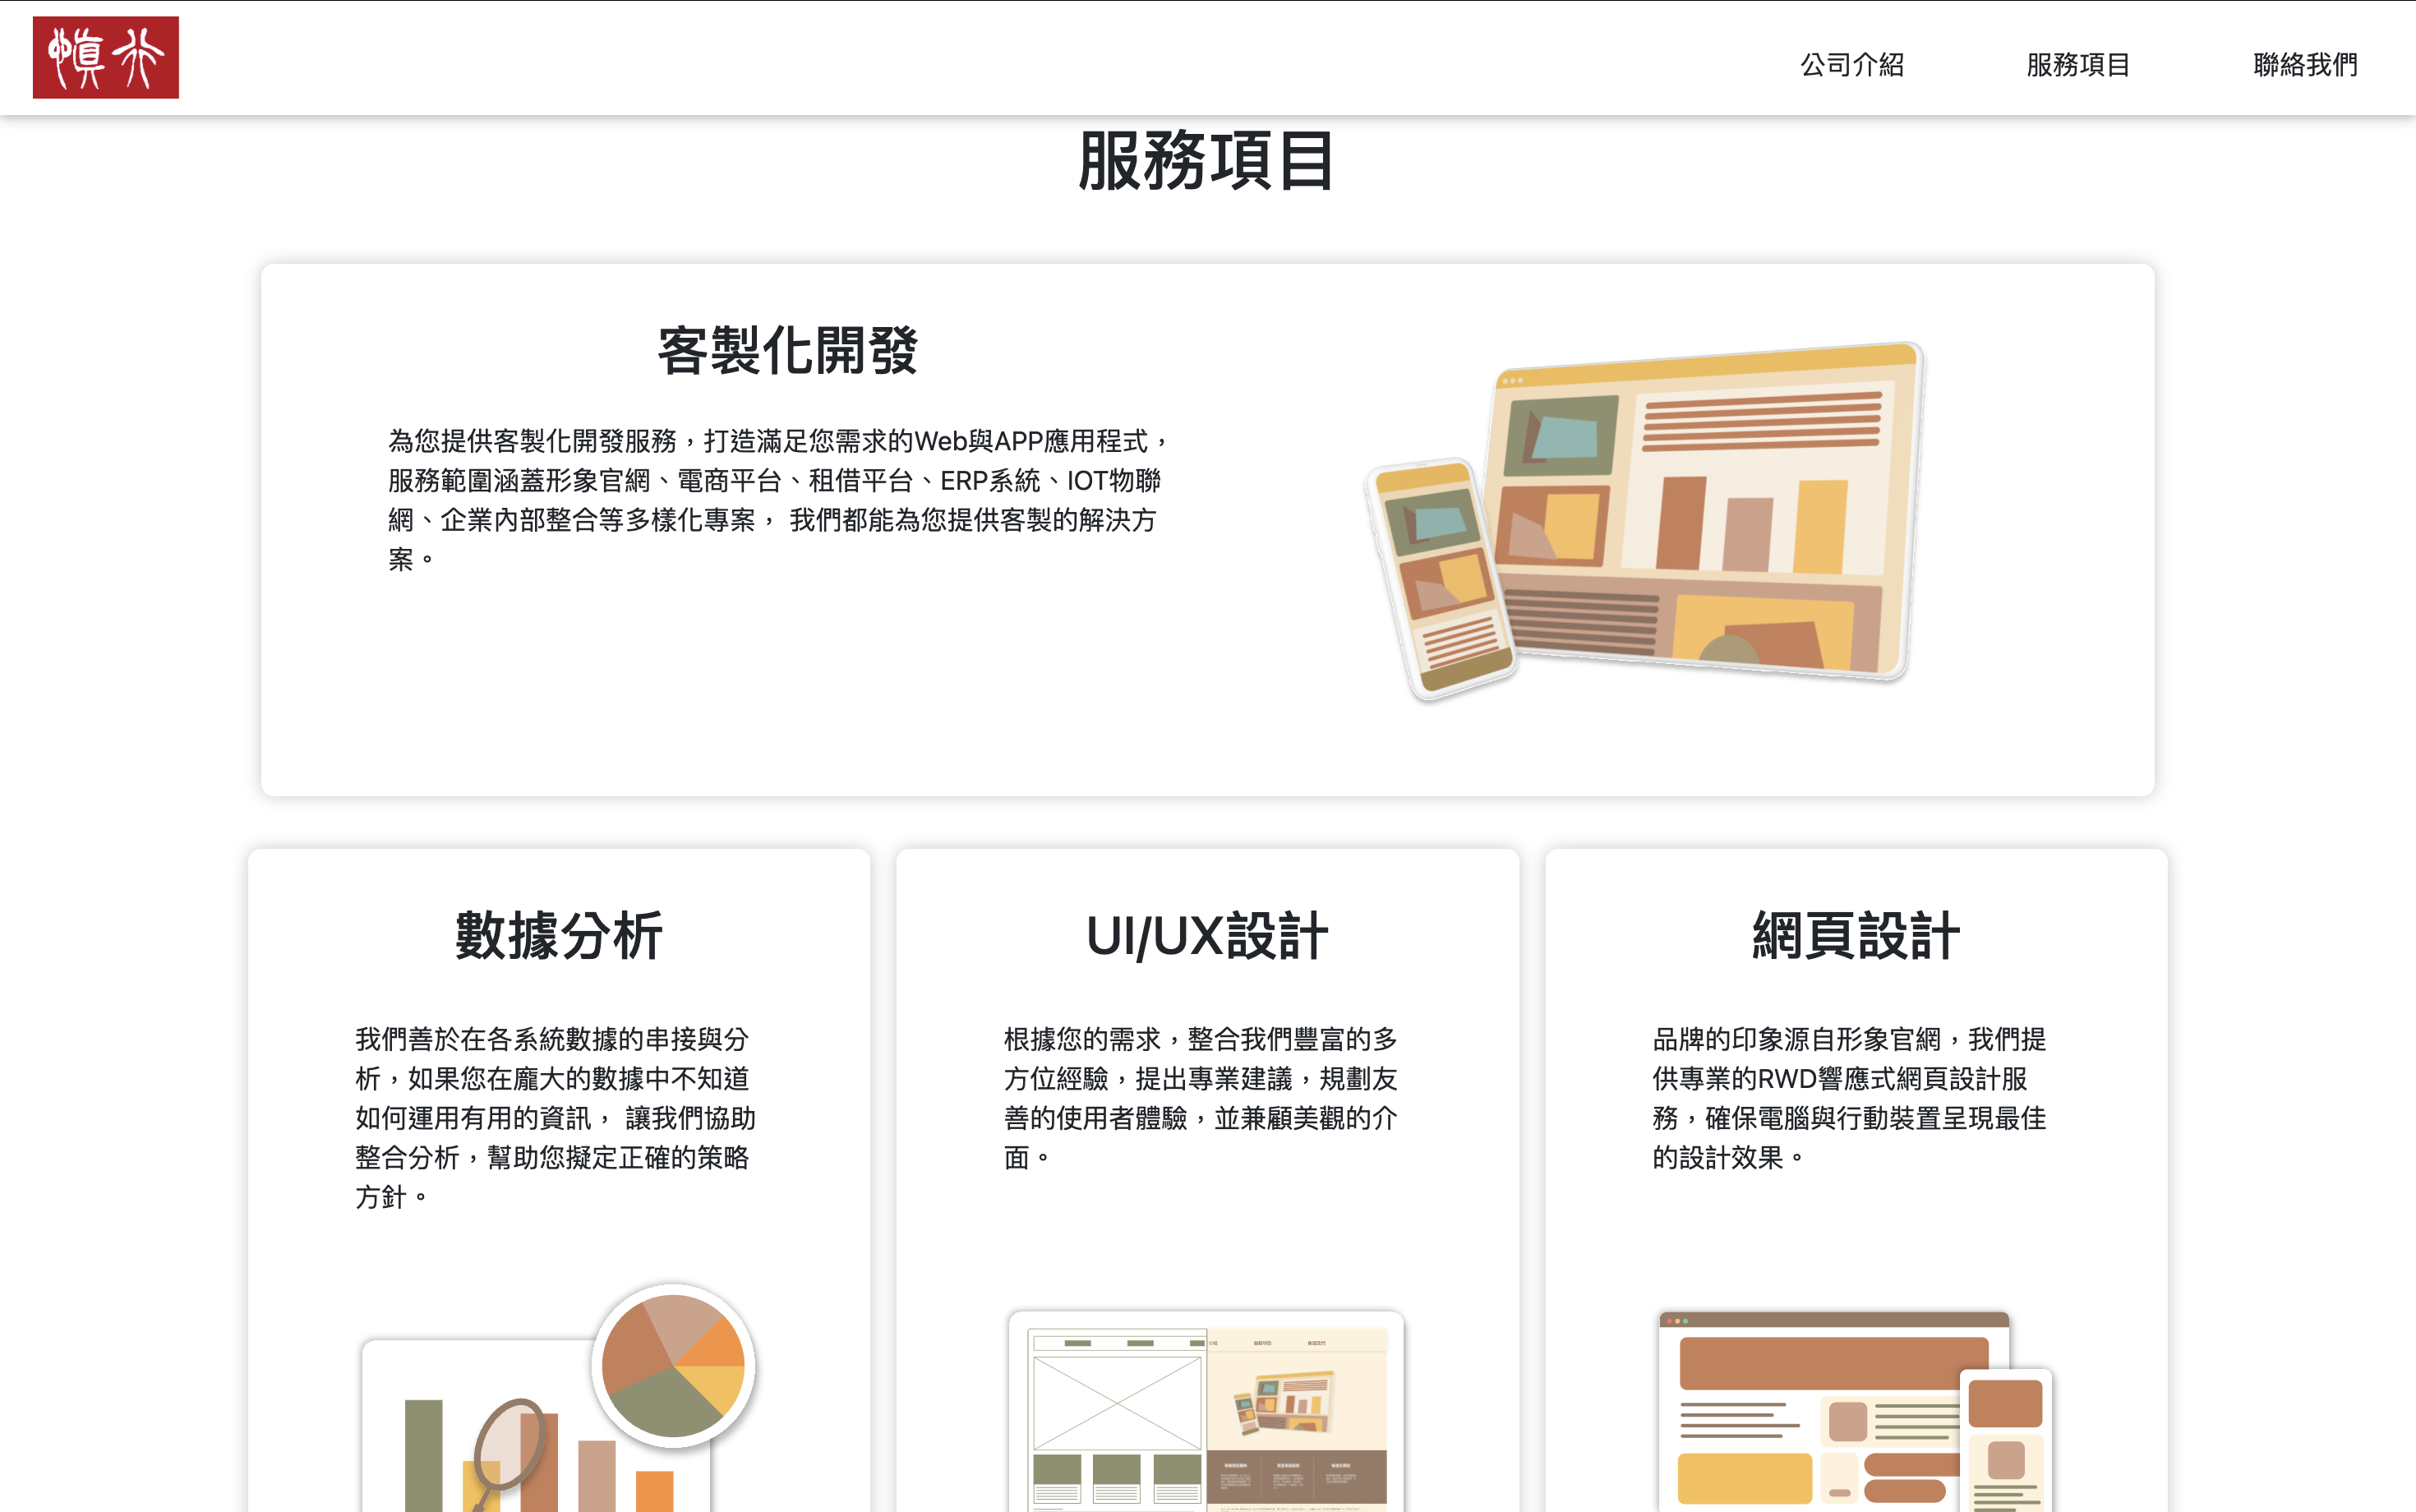 慎行
公司介紹
服務項目
聯絡我們
服務項目
客製化開發
為您提供客製化開發服務，打造滿足您需求的Web與APP應用程式，
服務範圍涵蓋形象官網、電商平台、租借平台、ERP系統、IOT物聯
網、企業內部整合等多樣化專案， 我們都能為您提供客製的解決方
案。
數據分析
我們善於在各系統數據的串接與分
析，如果您在龐大的數據中不知道
如何運用有用的資訊， 讓我們協助
整合分析，幫助您擬定正確的策略
方針。
UI/UX設計
根據您的需求，整合我們豐富的多
方位經驗，提出專業建議，規劃友
善的使用者體驗，並兼顧美觀的介
面。
網頁設計
品牌的印象源自形象官網，我們提
供專業的RWD響應式網頁設計服
務，確保電腦與行動裝置呈現最佳
的設計效果。